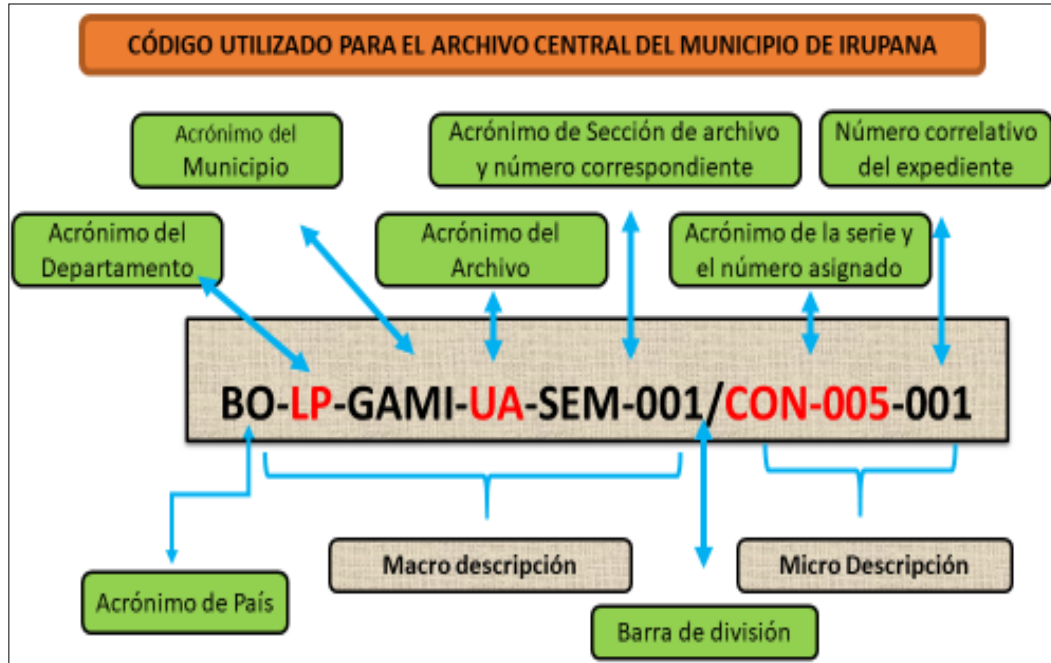 CÓDIGO UTILIZADO PARA EL ARCHIVO CENTRAL DEL MUNICIPIO DE IRUPANA
Acrónimo del
Municipio
Acrónimo de Sección de archivo
y número correspondiente
Número correlativo
del expediente
Acrónimo del
Departamento
Acrónimo del
Archivo
Acrónimo de la serie y
el número asignado
BO-LP-GAMI-UA-SEM-001/CON-005-001
Macro descripción
Micro Descripción
Acrónimo de País
Barra de división